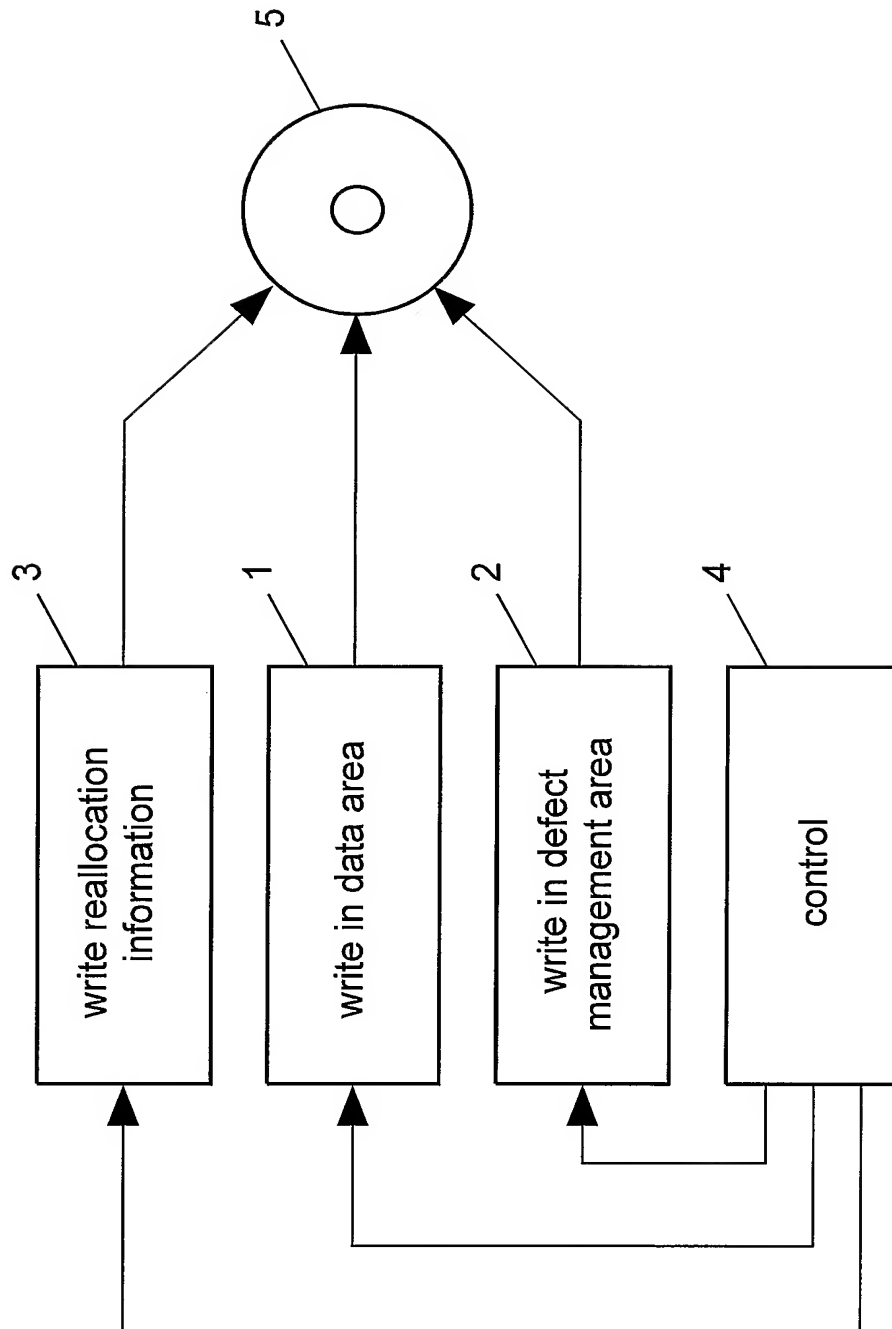 3
write reallocation
information
1
write in data area
5
2
write in defect
management area
4
control